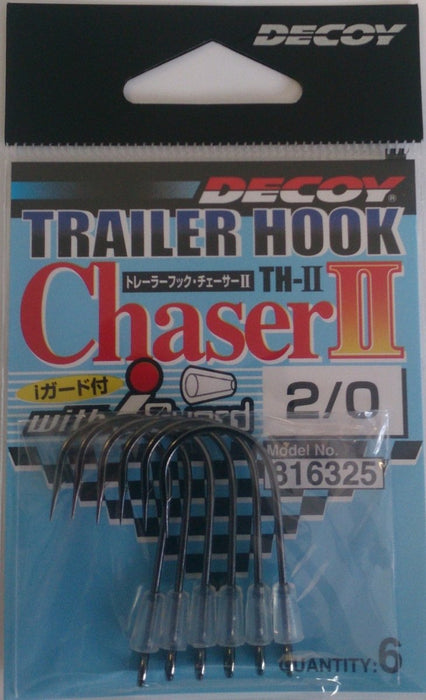 DECOY
DECOY®
TRAILER HOOK
トレーラーフック・チェーサーII TH-II
Chaser II
iガード付
with i Guard
2/0
Model No.
816325
QUANTITY: 6